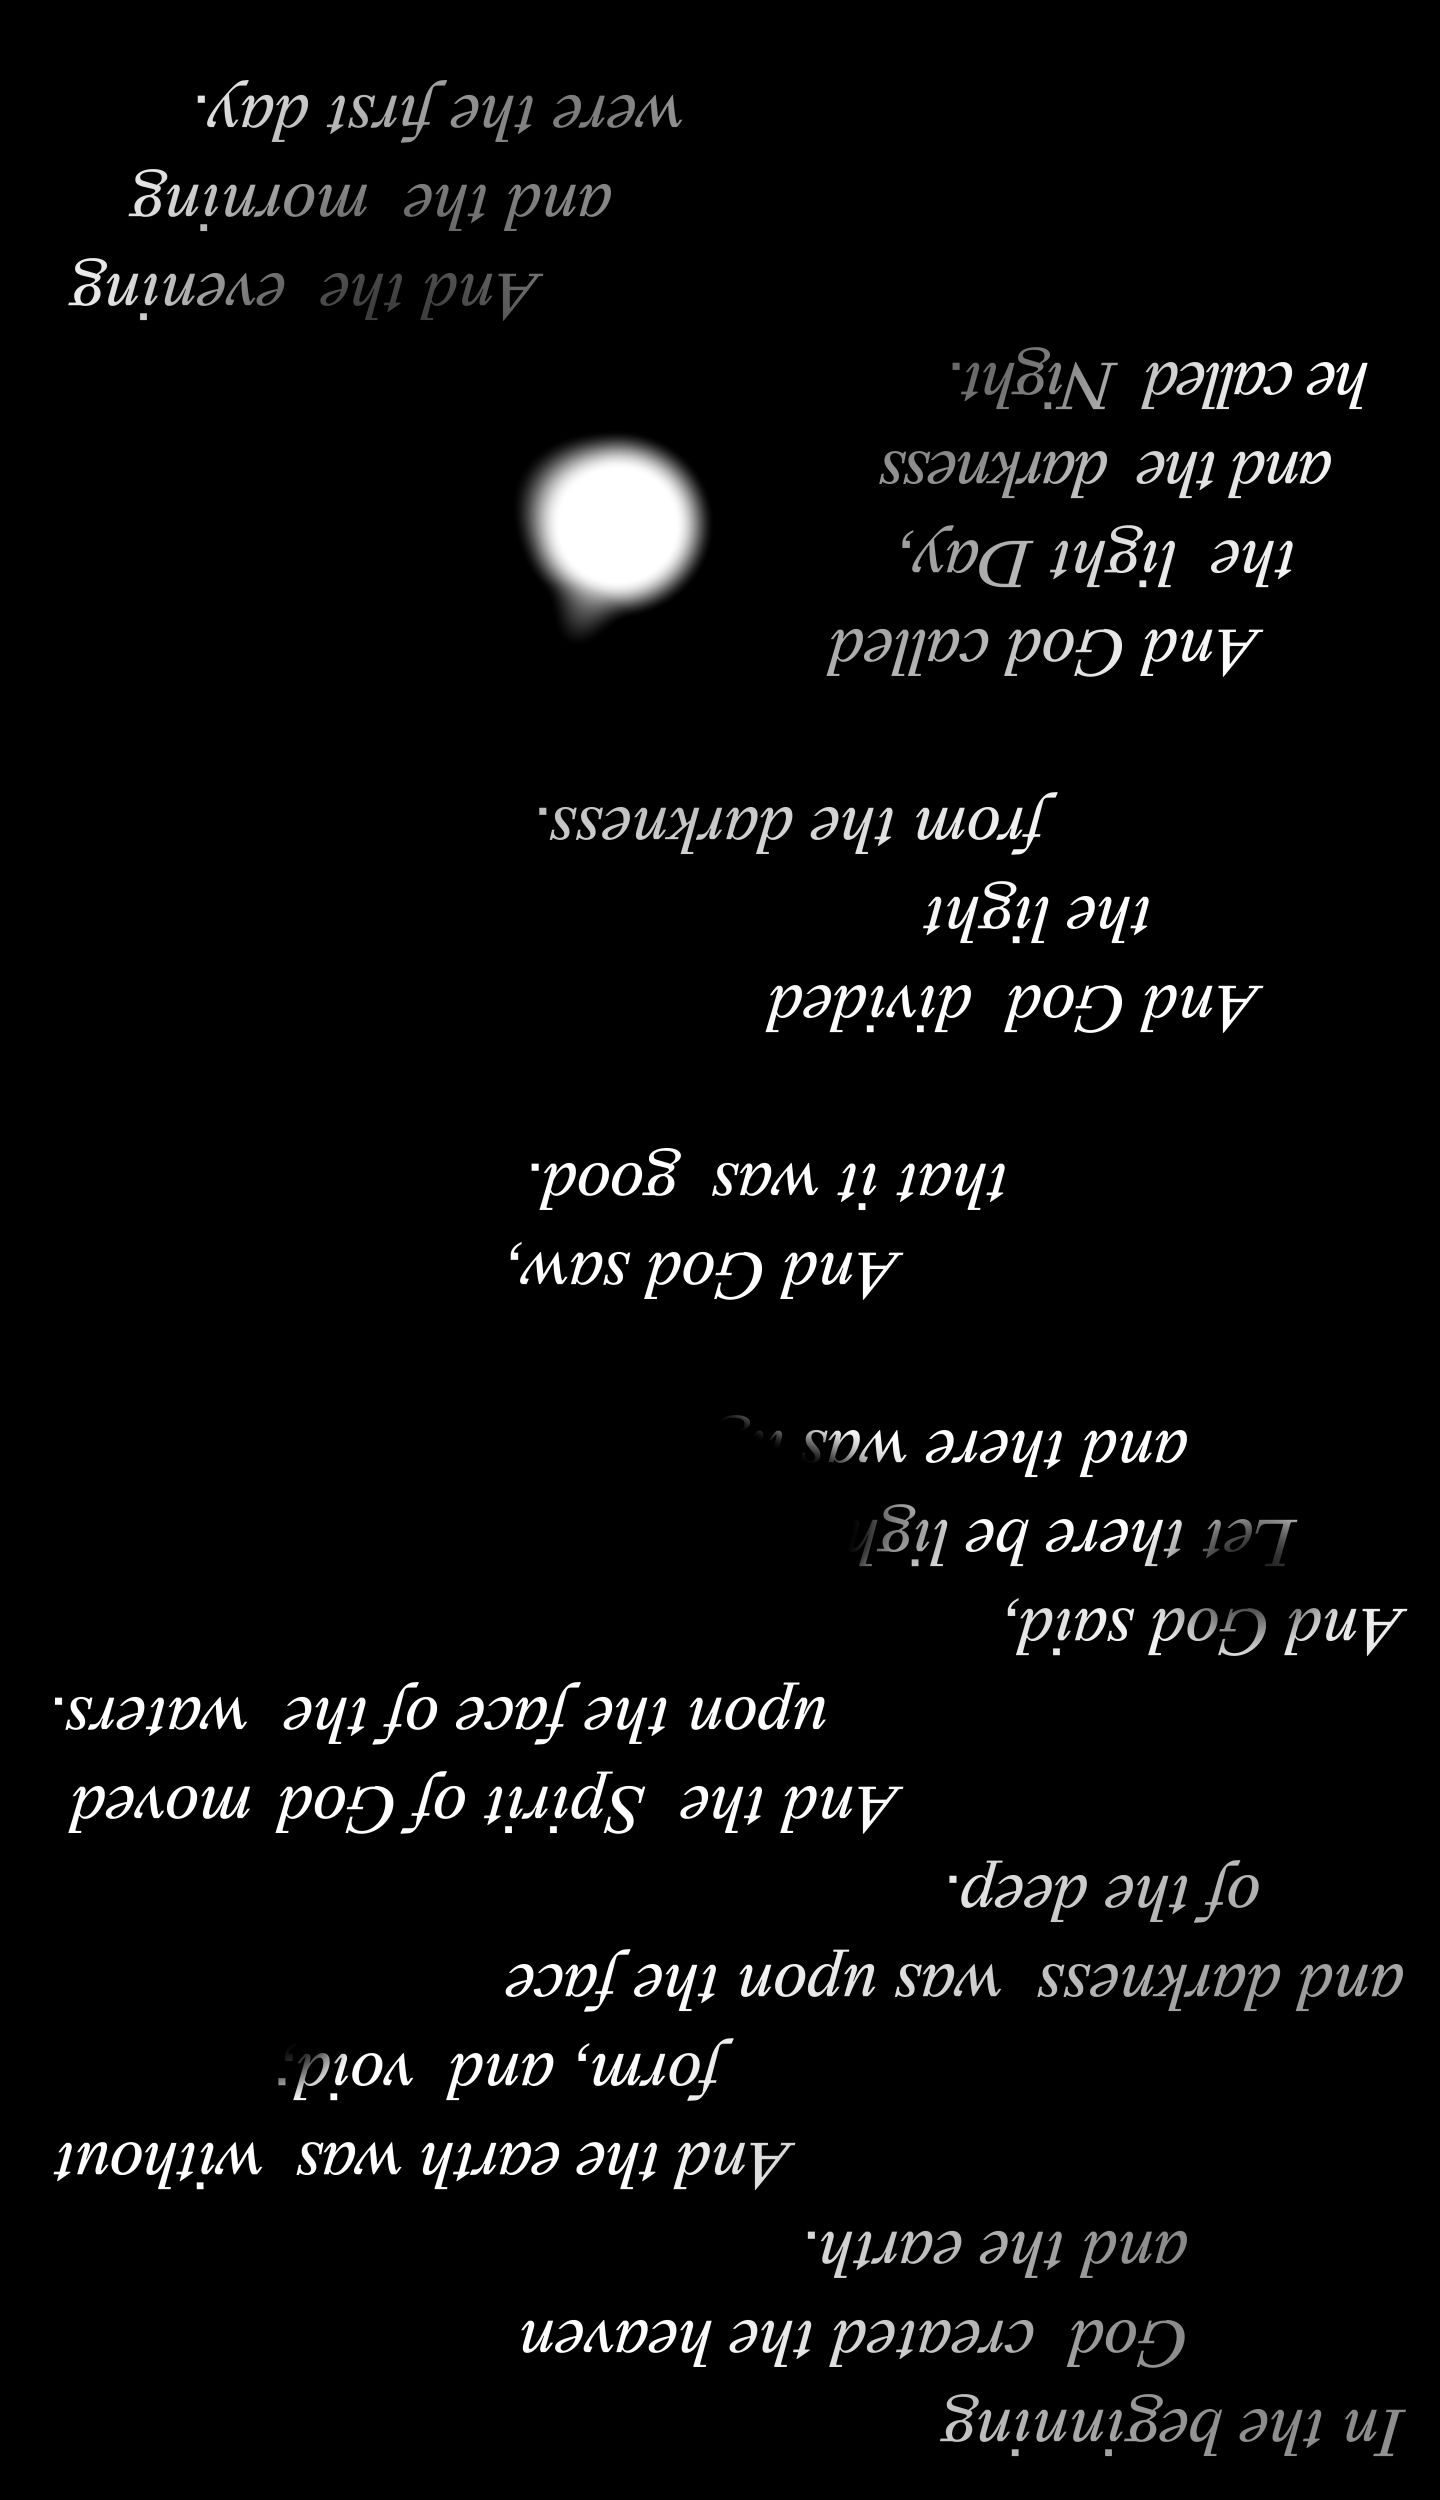 In the beginning
God created the heaven
and the earth.
And the earth was without
form, and void;
and darkness was upon the face
of the deep.
And the Spirit of God moved
upon the face of the waters.
And God said,
Let there be
and there was
And God saw,
that it was good.
And God divided
the light
from the darkness.
And God called
the light Day,
and the darkness
he called Night.
And the evening
and the morning
were the first day.